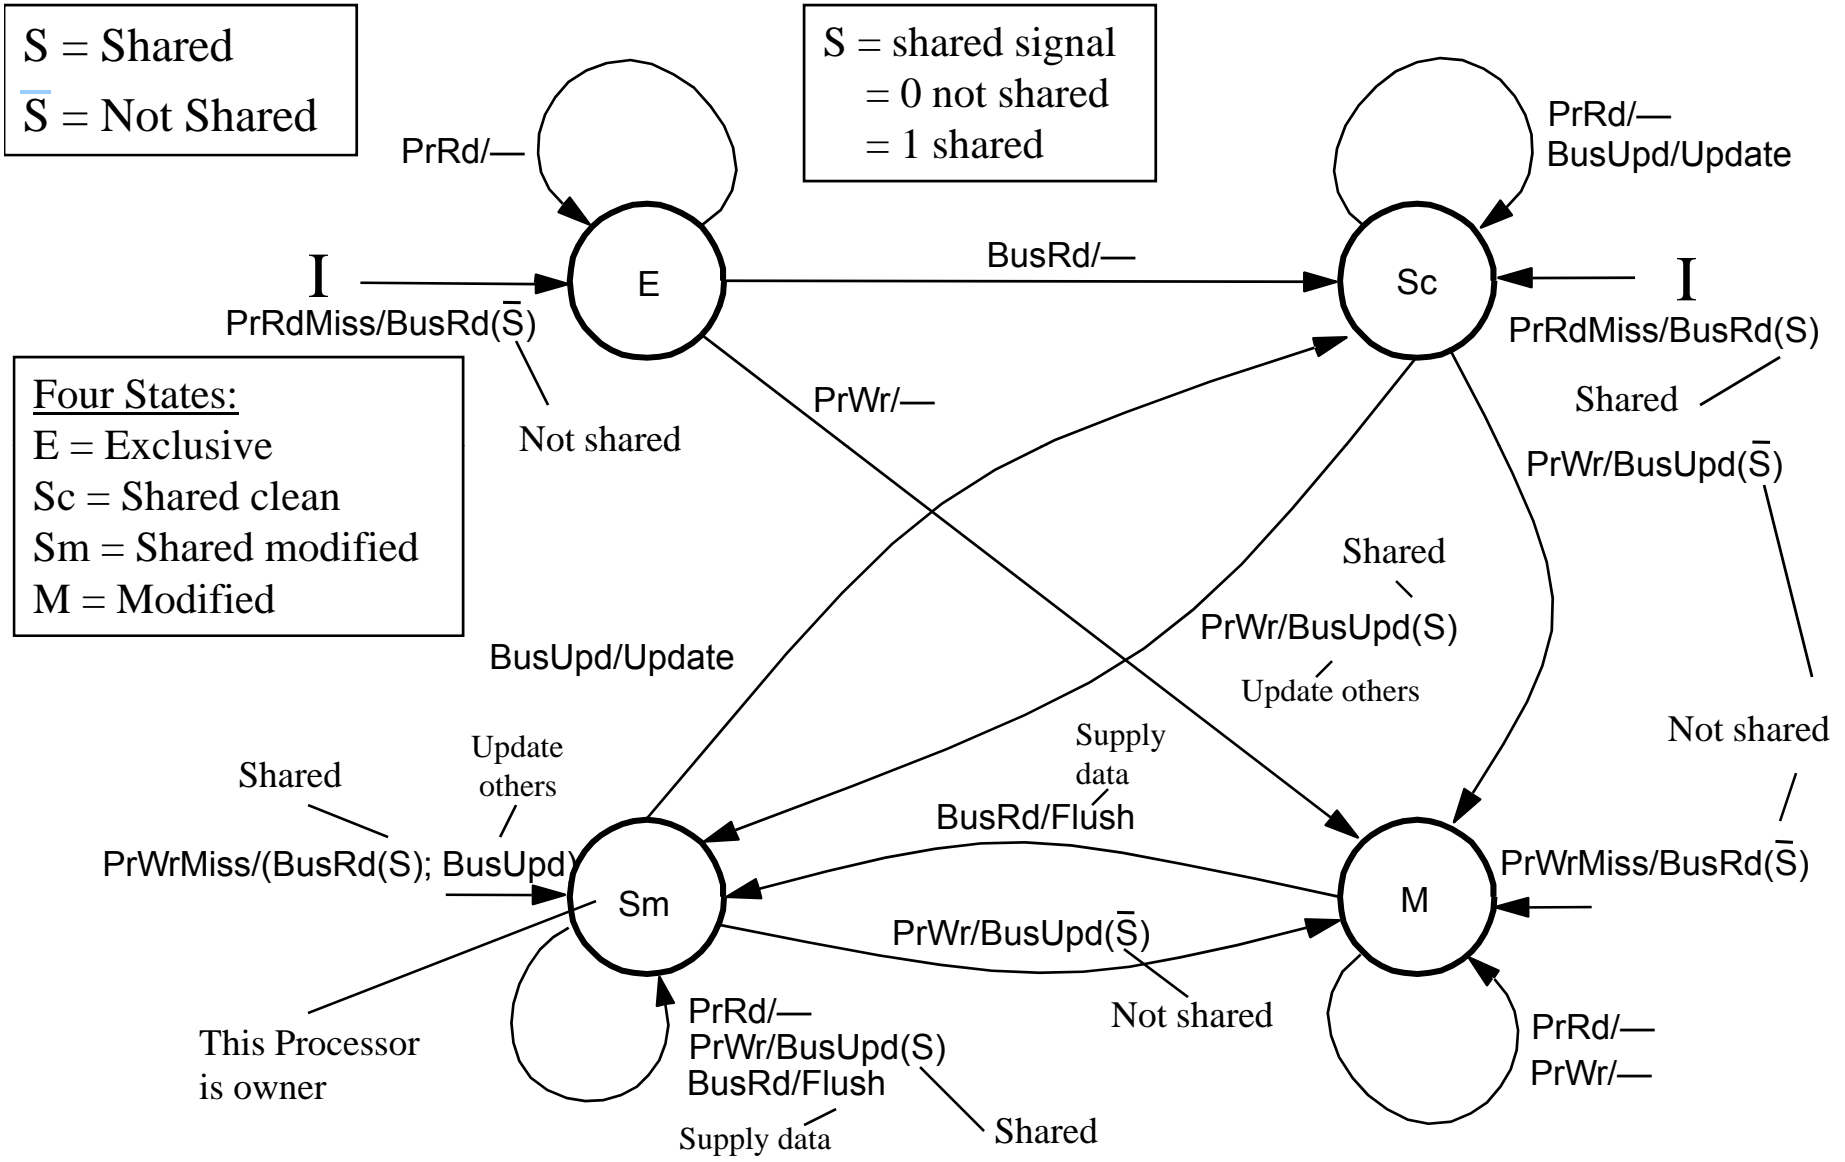 S = Shared
S̅ = Not Shared
S = shared signal
= 0 not shared
= 1 shared
PrRd/—
PrRd/—
BusUpd/Update
E
BusRd/—
Sc
I
PrRdMiss/BusRd(S̅)
Not shared
I
PrRdMiss/BusRd(S)
Shared
Four States:
E = Exclusive
Sc = Shared clean
Sm = Shared modified
M = Modified
PrWr/—
PrWr/BusUpd(S̅)
Not shared
Shared
PrWr/BusUpd(S)
Update others
BusUpd/Update
Shared
Update
others
PrWrMiss/(BusRd(S); BusUpd)
Supply
data
BusRd/Flush
Sm
M
PrWrMiss/BusRd(S̅)
PrWr/BusUpd(S̅)
Not shared
This Processor
is owner
PrRd/—
PrWr/BusUpd(S)
BusRd/Flush
Supply data
Shared
PrRd/—
PrWr/—